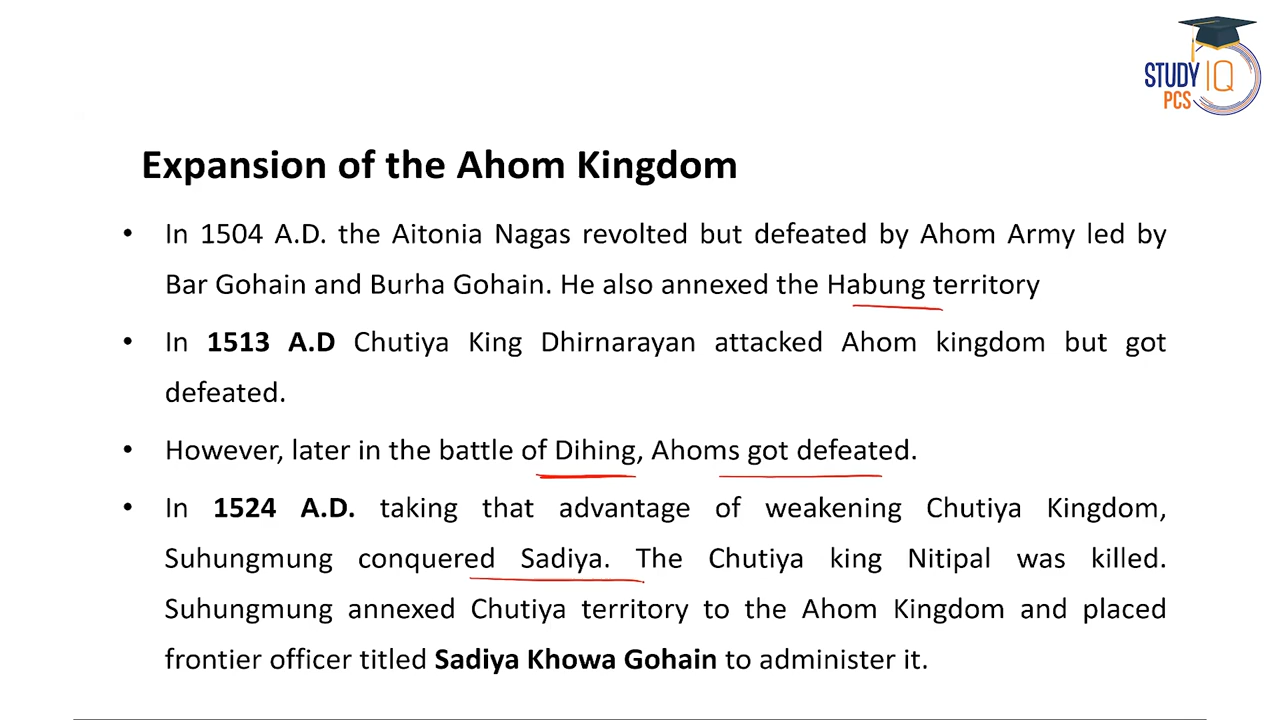 STUDY IQ
PCS
Expansion of the Ahom Kingdom
• In 1504 A.D. the Aitonia Nagas revolted but defeated by Ahom Army led by
Bar Gohain and Burha Gohain. He also annexed the Habung territory
• In 1513 A.D Chutiya King Dhirnarayan attacked Ahom kingdom but got
defeated.
• However, later in the battle of Dihing, Ahoms got defeated.
• In 1524 A.D. taking that advantage of weakening Chutiya Kingdom,
Suhungmung conquered Sadiya. The Chutiya king Nitipal was killed.
Suhungmung annexed Chutiya territory to the Ahom Kingdom and placed
frontier officer titled Sadiya Khowa Gohain to administer it.